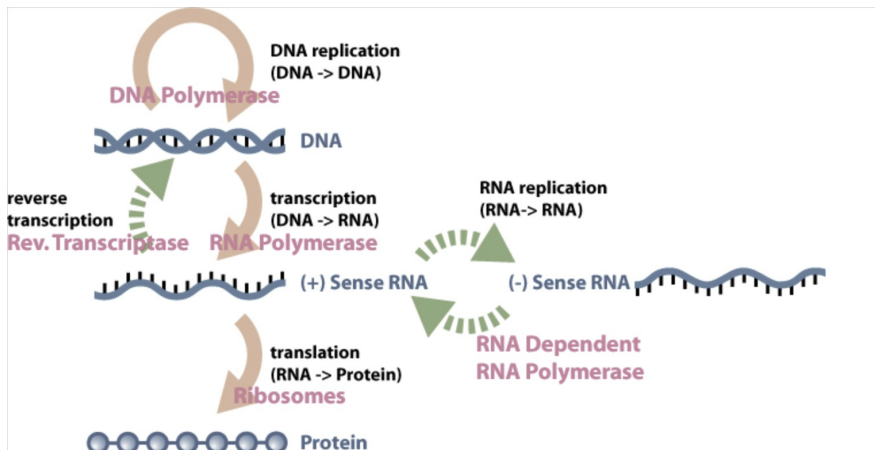 DNA replication
(DNA -> DNA)
DNA Polymerase
DNA
reverse
transcription
Rev. Transcriptase
transcription
(DNA -> RNA)
RNA Polymerase
RNA replication
(RNA-> RNA)
(+) Sense RNA
(-) Sense RNA
RNA Dependent
RNA Polymerase
translation
(RNA -> Protein)
Ribosomes
Protein